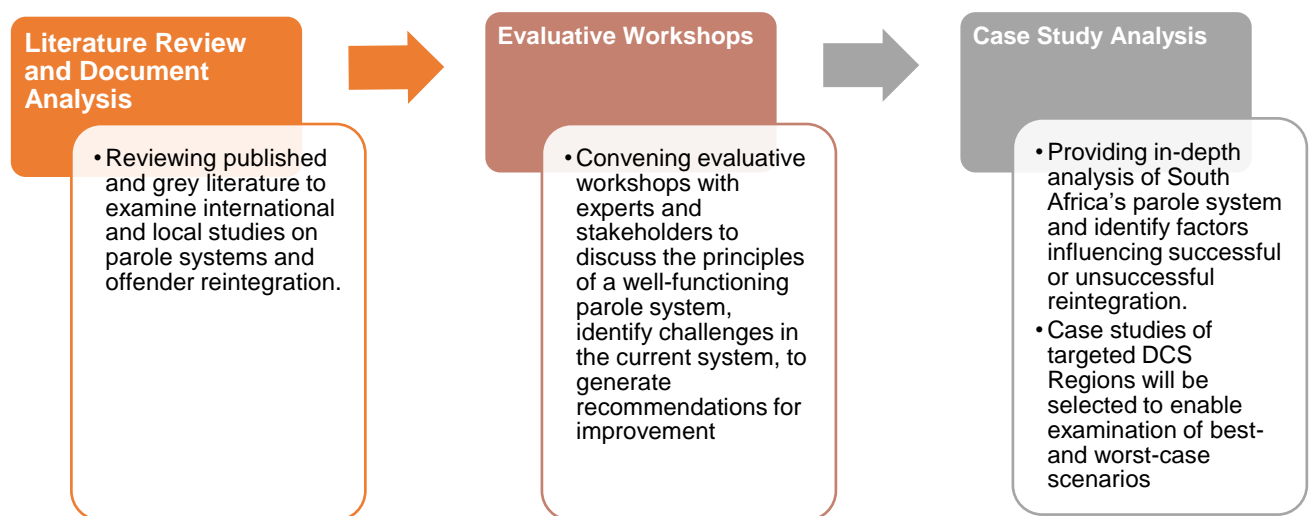 Literature Review
and Document
Analysis
• Reviewing published
and grey literature to
examine international
and local studies on
parole systems and
offender reintegration.
Evaluative Workshops
• Convening evaluative
workshops with
experts and
stakeholders to
discuss the principles
of a well-functioning
parole system,
identify challenges in
the current system, to
generate
recommendations for
improvement
Case Study Analysis
• Providing in-depth
analysis of South
Africa’s parole system
and identify factors
influencing successful
or unsuccessful
reintegration.
• Case studies of
targeted DCS
Regions will be
selected to enable
examination of best-
and worst-case
scenarios